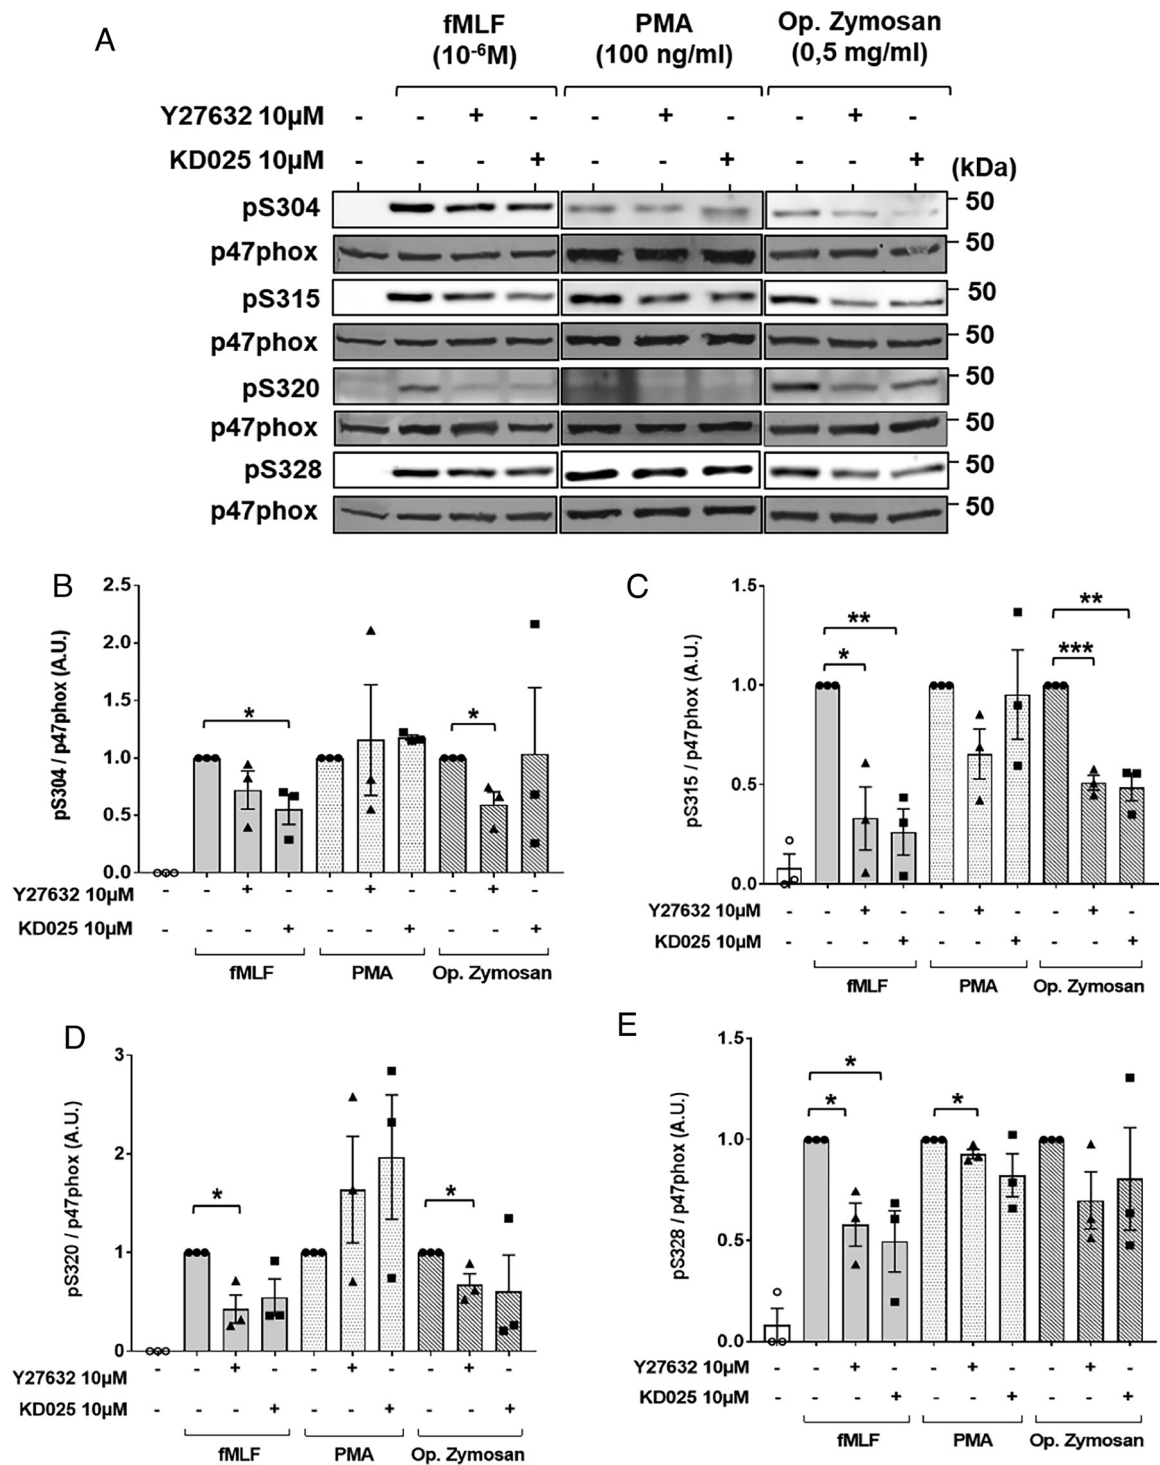 A
fMLF PMA Op. Zymosan
(10-6M) (100 ng/ml) (0,5 mg/ml)
Y27632 10µM - - + - - + - - + -
KD025 10µM - - - + - - + - - +
(kDa)
pS304 50
p47phox 50
pS315 50
p47phox 50
pS320 50
p47phox 50
pS328 50
p47phox 50
B
pS304 / p47phox (A.U.)
2.5
2.0
1.5
1.0
0.5
0.0
* *
Y27632 10µM - - + - - + - - + -
KD025 10µM - - - + - - + - - +
fMLF PMA Op. Zymosan
C
pS315 / p47phox (A.U.)
1.5
1.0
0.5
0.0
** **
* ***
Y27632 10µM - - + - - + - - + -
KD025 10µM - - - + - - + - - +
fMLF PMA Op. Zymosan
D
pS320 / p47phox (A.U.)
3
2
1
0
* *
Y27632 10µM - - + - - + - - + -
KD025 10µM - - - + - - + - - +
fMLF PMA Op. Zymosan
E
pS328 / p47phox (A.U.)
1.5
1.0
0.5
0.0
*
* *
Y27632 10µM - - + - - + - - + -
KD025 10µM - - - + - - + - - +
fMLF PMA Op. Zymosan